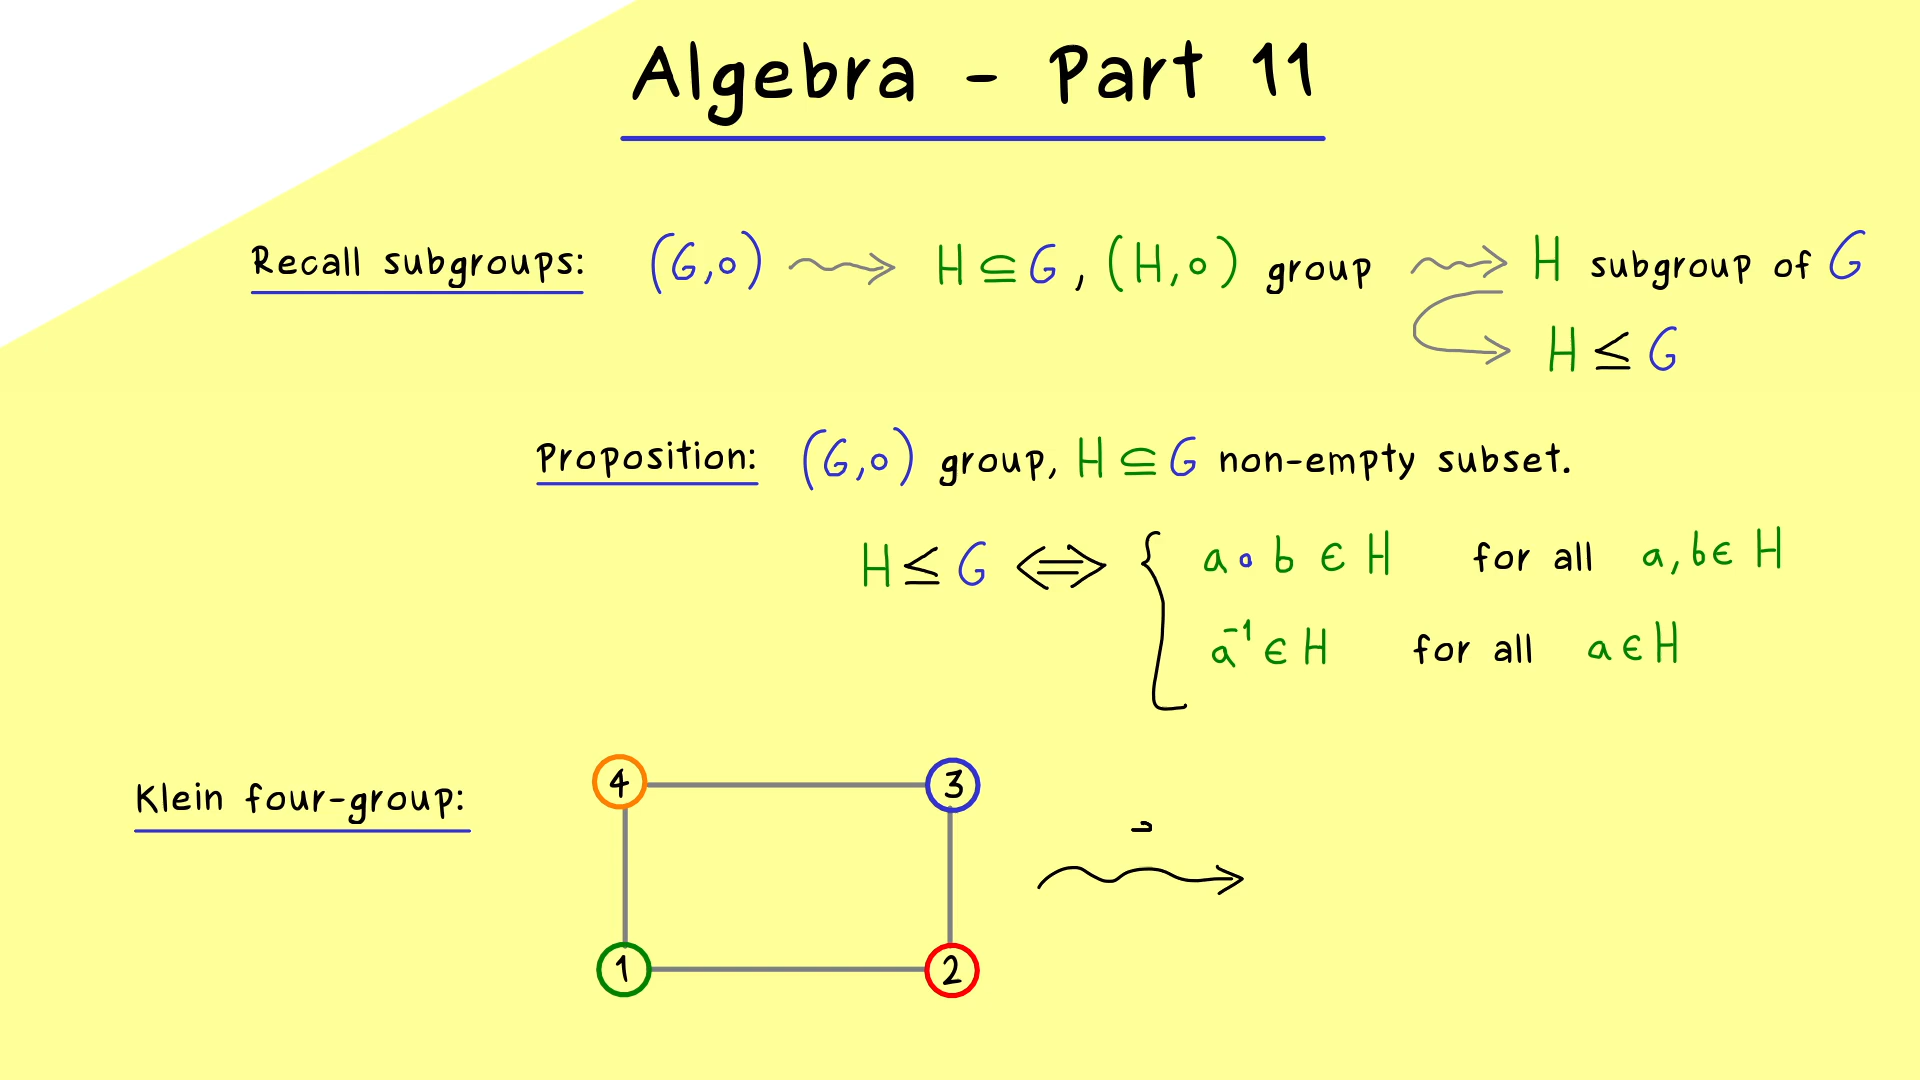 Algebra - Part 11
Recall subgroups: (G,∘) ⇝ H ⊆ G , (H,∘) group ⇝ H subgroup of G
H ≤ G
Proposition: (G,∘) group, H ⊆ G non-empty subset.
H ≤ G ⟺ { a ∘ b ∈ H for all a, b ∈ H
a⁻¹ ∈ H for all a ∈ H
Klein four-group:
4 3
1 2